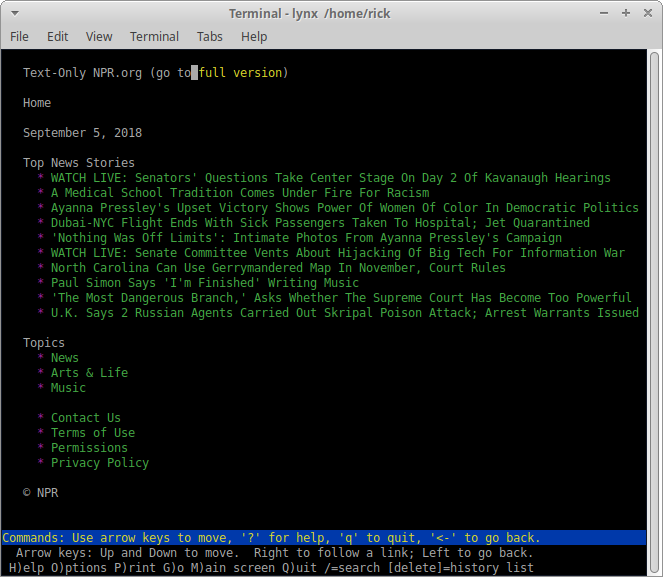 Terminal - lynx /home/rick
File Edit View Terminal Tabs Help
Text-Only NPR.org (go to full version)
Home
September 5, 2018
Top News Stories
* WATCH LIVE: Senators' Questions Take Center Stage On Day 2 Of Kavanaugh Hearings
* A Medical School Tradition Comes Under Fire For Racism
* Ayanna Pressley's Upset Victory Shows Power Of Women Of Color In Democratic Politics
* Dubai-NYC Flight Ends With Sick Passengers Taken To Hospital; Jet Quarantined
* 'Nothing Was Off Limits': Intimate Photos From Ayanna Pressley's Campaign
* WATCH LIVE: Senate Committee Vents About Hijacking Of Big Tech For Information War
* North Carolina Can Use Gerrymandered Map In November, Court Rules
* Paul Simon Says 'I'm Finished' Writing Music
* 'The Most Dangerous Branch,' Asks Whether The Supreme Court Has Become Too Powerful
* U.K. Says 2 Russian Agents Carried Out Skripal Poison Attack; Arrest Warrants Issued
Topics
* News
* Arts & Life
* Music
* Contact Us
* Terms of Use
* Permissions
* Privacy Policy
© NPR
Commands: Use arrow keys to move, '?' for help, 'q' to quit, '<-' to go back.
Arrow keys: Up and Down to move. Right to follow a link; Left to go back.
H)elp O)ptions P)rint G)o M)ain screen Q)uit /=search [delete]=history list